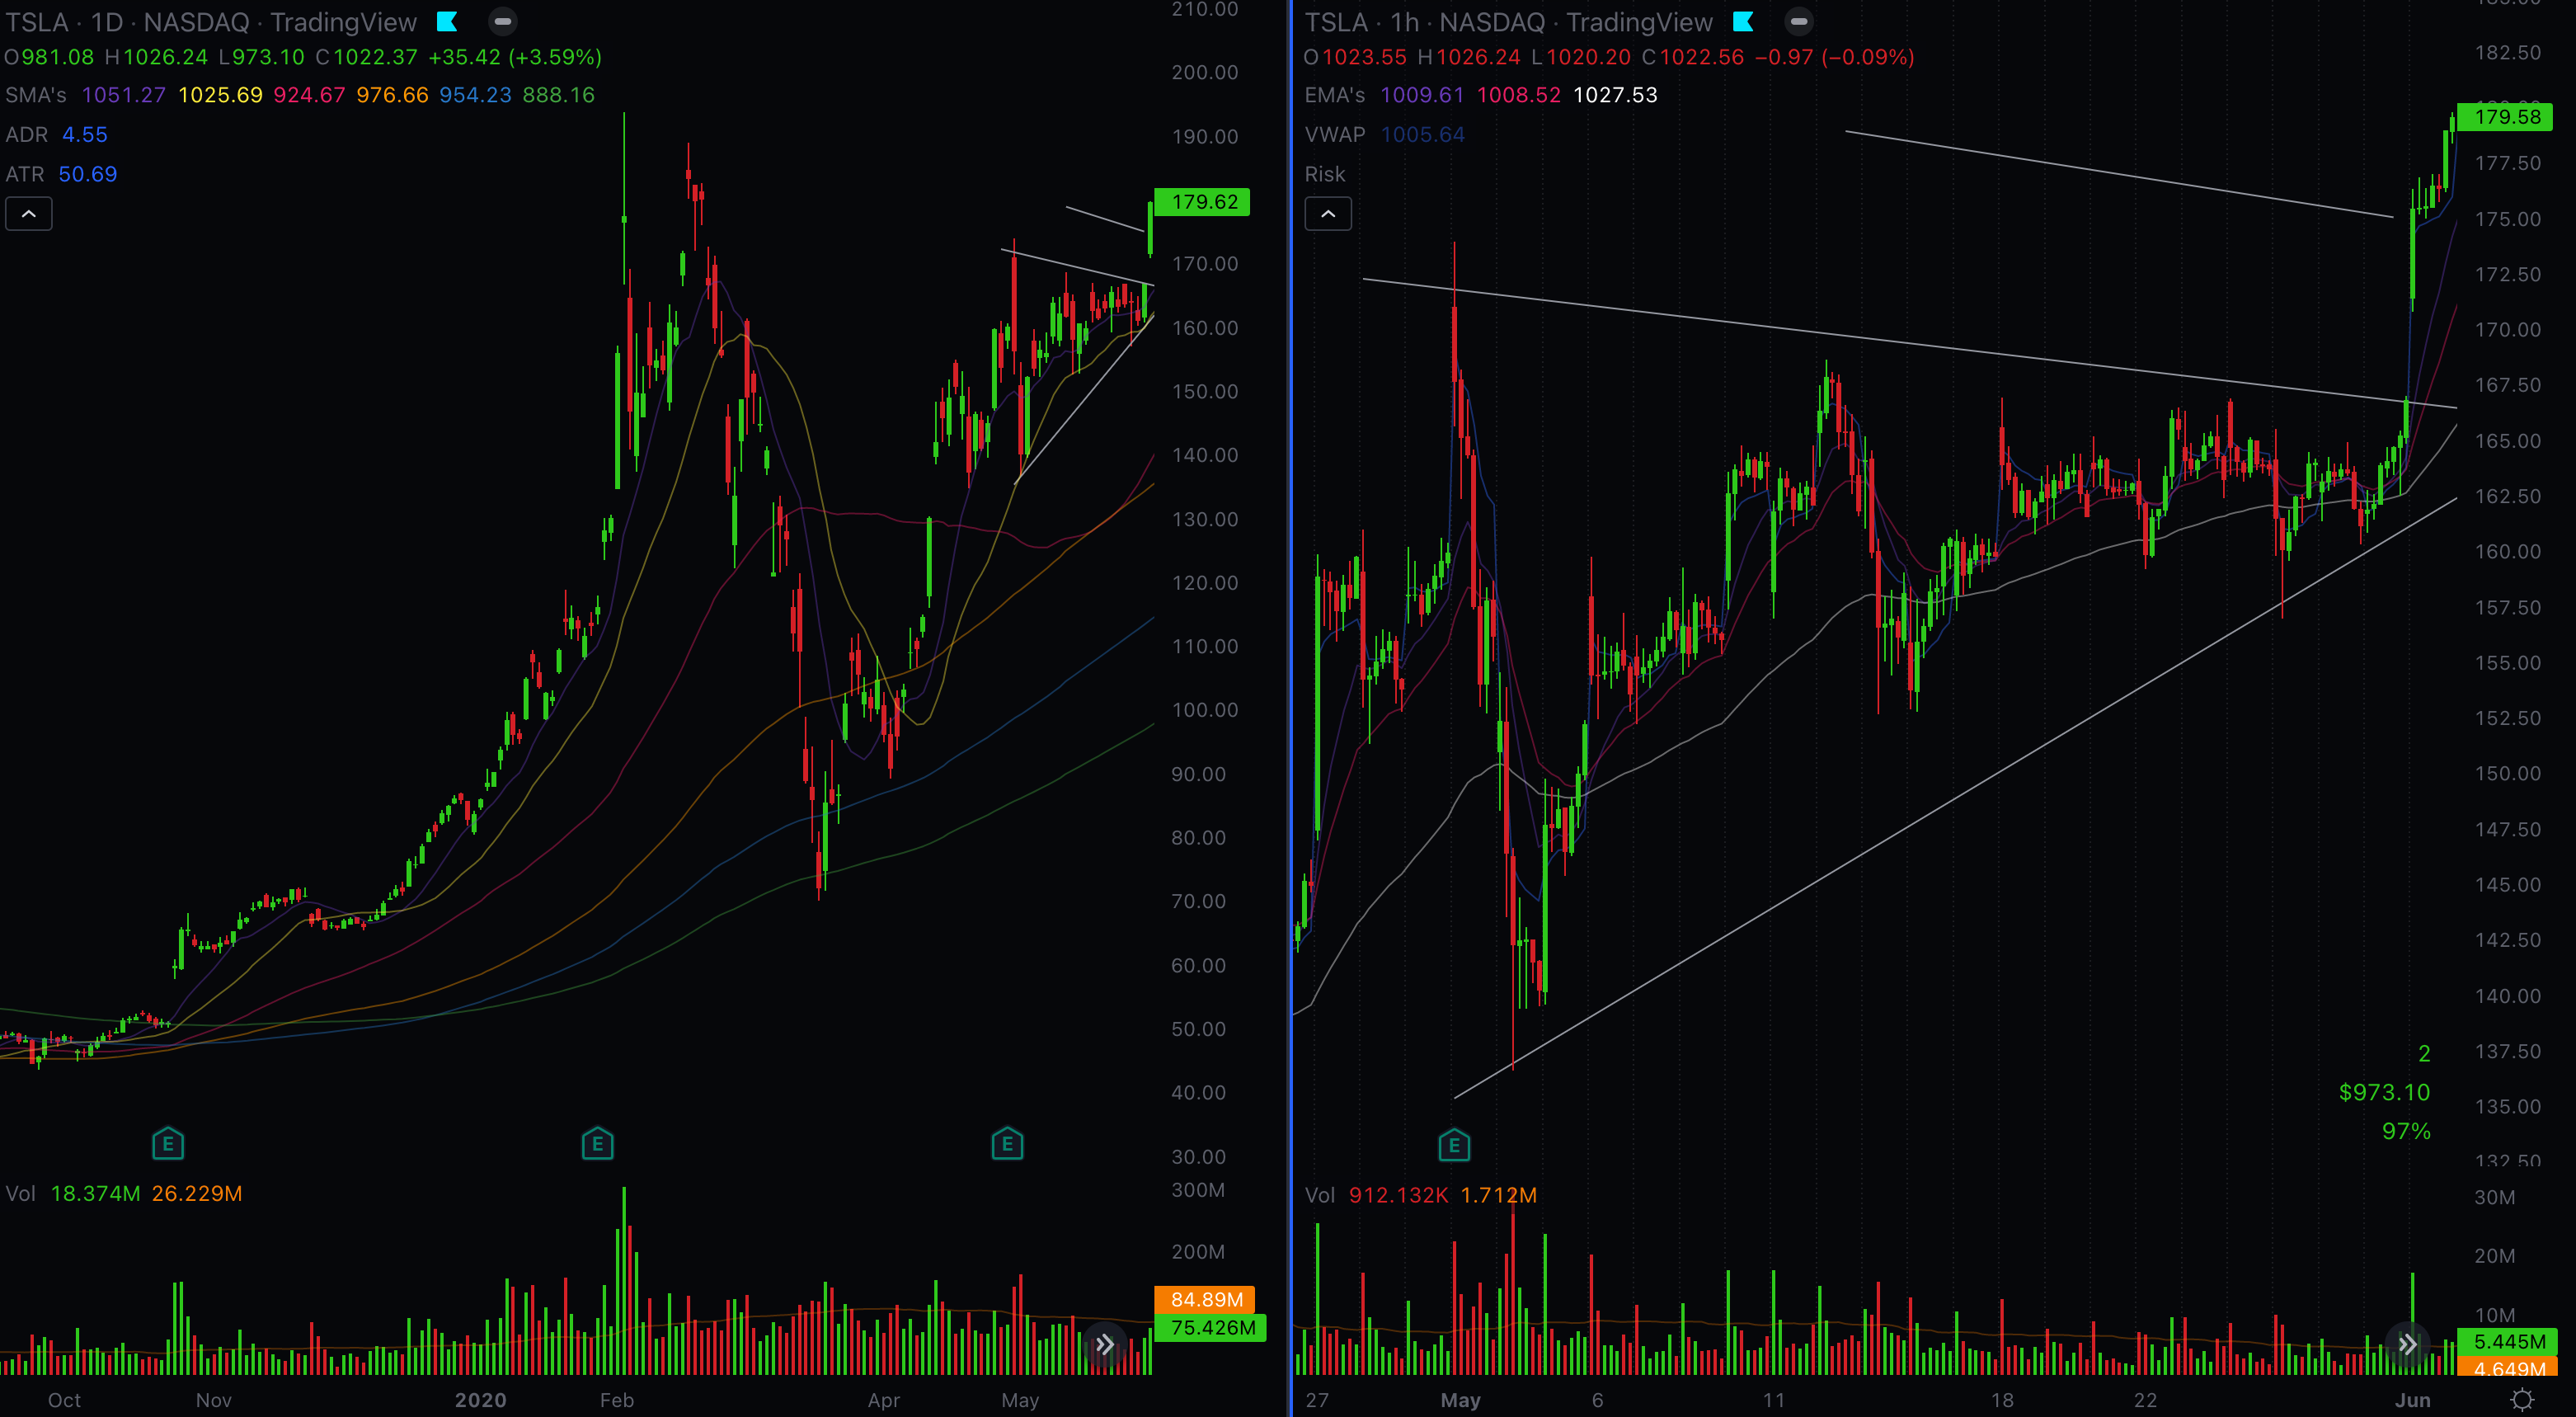 TSLA · 1D · NASDAQ · TradingView
O981.08 H1026.24 L973.10 C1022.37 +35.42 (+3.59%)
SMA's 1051.27 1025.69 924.67 976.66 954.23 888.16
ADR 4.55
ATR 50.69
210.00
200.00
190.00
179.62
170.00
160.00
150.00
140.00
130.00
120.00
110.00
100.00
90.00
80.00
70.00
60.00
50.00
40.00
30.00
E
E
E
Vol 18.374M 26.229M
300M
200M
84.89M
75.426M
Oct Nov 2020 Feb Apr May
TSLA · 1h · NASDAQ · TradingView
O1023.55 H1026.24 L1020.20 C1022.56 −0.97 (−0.09%)
EMA's 1009.61 1008.52 1027.53
VWAP 1005.64
Risk
182.50
179.58
177.50
175.00
172.50
170.00
167.50
165.00
162.50
160.00
157.50
155.00
152.50
150.00
147.50
145.00
142.50
140.00
137.50
135.00
132.50
2
$973.10
97%
E
Vol 912.132K 1.712M
30M
20M
10M
5.445M
4.649M
27 May 6 11 18 22 Jun